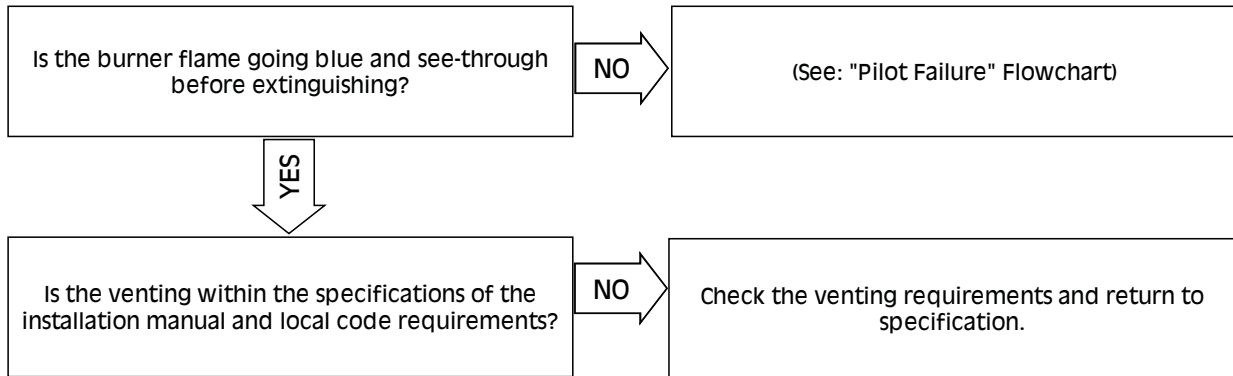 Is the burner flame going blue and see-through
before extinguishing?
NO
(See: "Pilot Failure" Flowchart)
YES
Is the venting within the specifications of the
installation manual and local code requirements?
NO
Check the venting requirements and return to
specification.